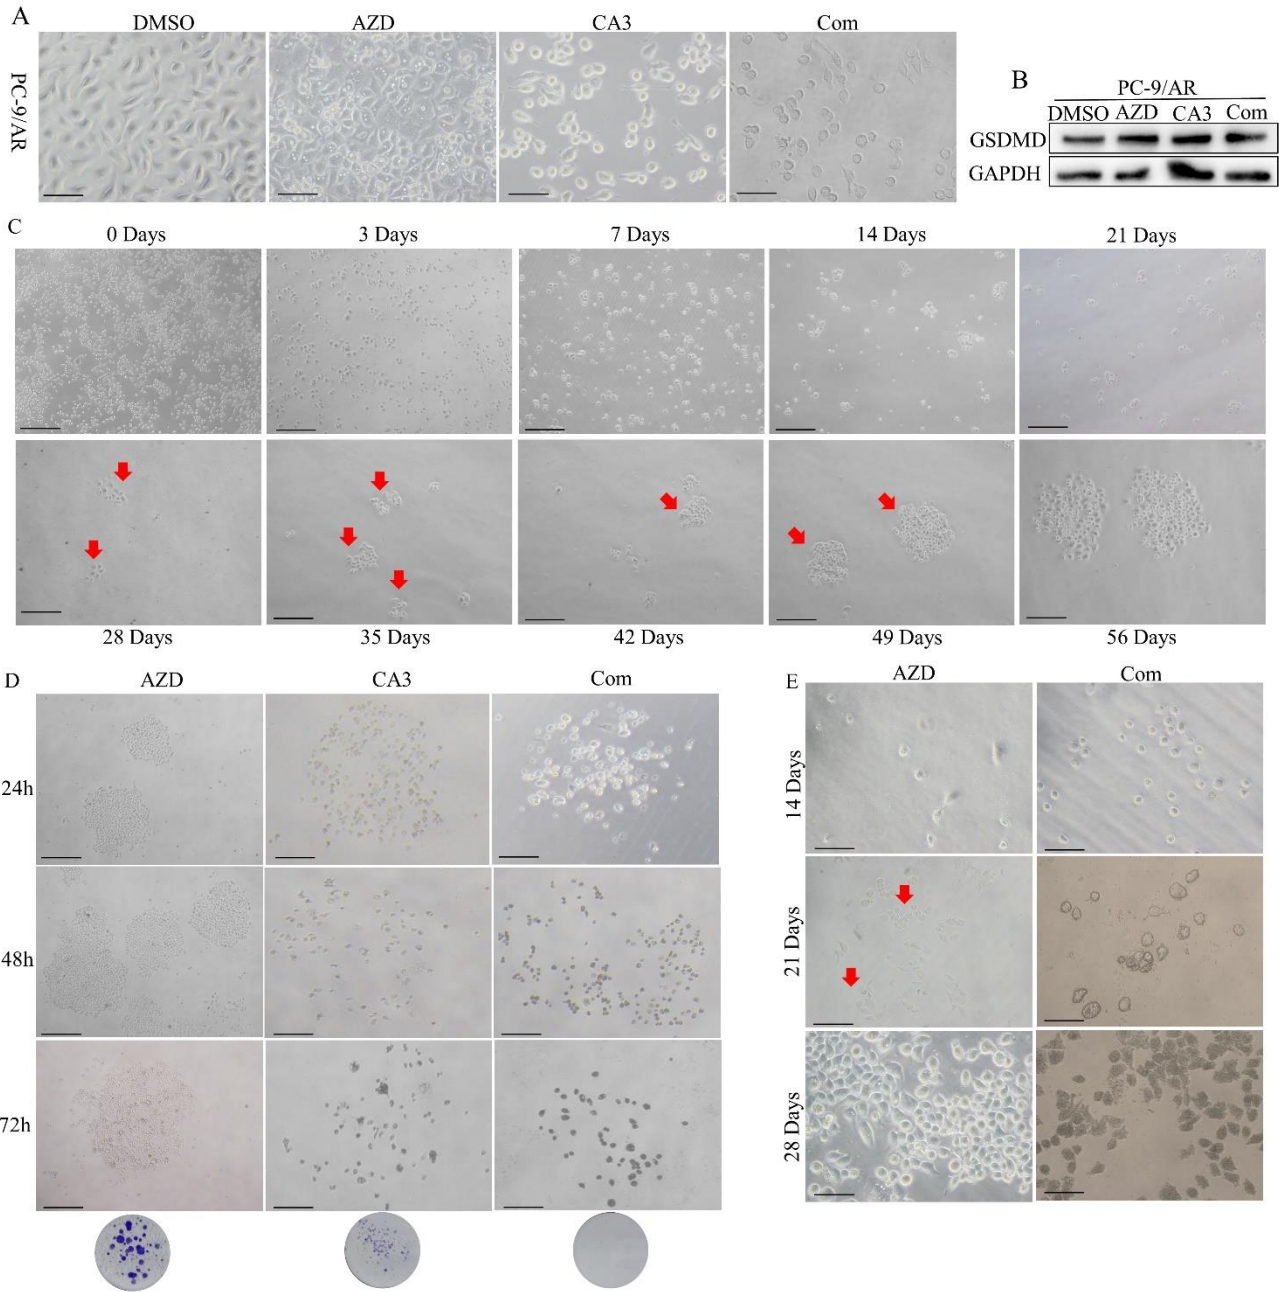 A
DMSO AZD CA3 Com
PC-9/AR
B
PC-9/AR
DMSO AZD CA3 Com
GSDMD
GAPDH
C
0 Days 3 Days 7 Days 14 Days 21 Days
28 Days 35 Days 42 Days 49 Days 56 Days
D
AZD CA3 Com
24h
48h
72h
E
AZD Com
14 Days
21 Days
28 Days